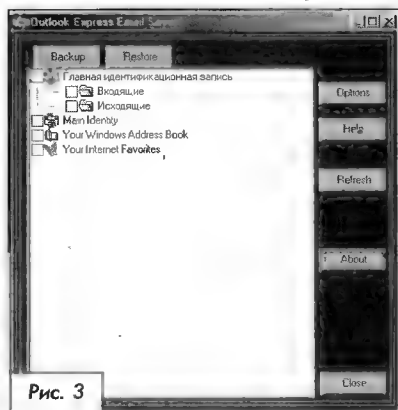 Outlook Express Email
Backup Restore
Главная идентификационная запись
Входящие
Исходящие
Main Identity
Your Windows Address Book
Your Internet Favorites
Options
Help
Refresh
About
Close
Рис. 3